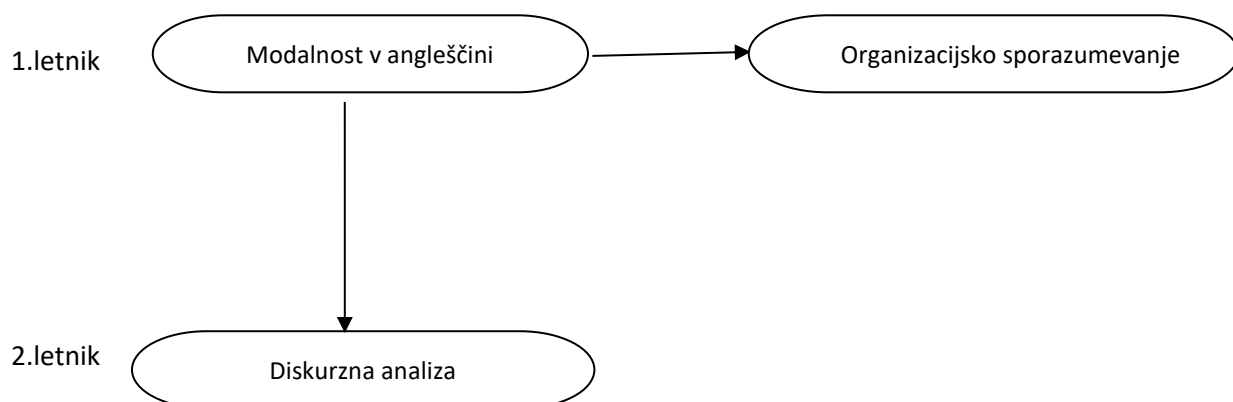 1.letnik
Modalnost v angleščini
Organizacijsko sporazumevanje
2.letnik
Diskurzna analiza